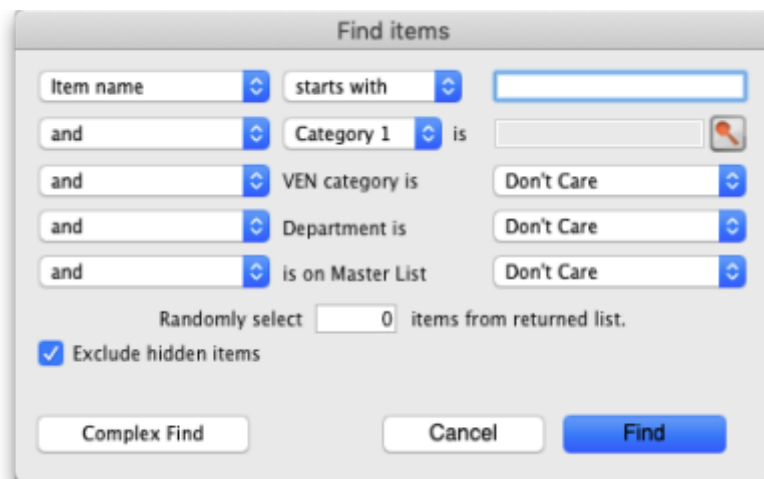 Find items
Item name starts with
and Category 1 is
and VEN category is Don't Care
and Department is Don't Care
and is on Master List Don't Care
Randomly select 0 items from returned list.
Exclude hidden items
Complex Find Cancel Find